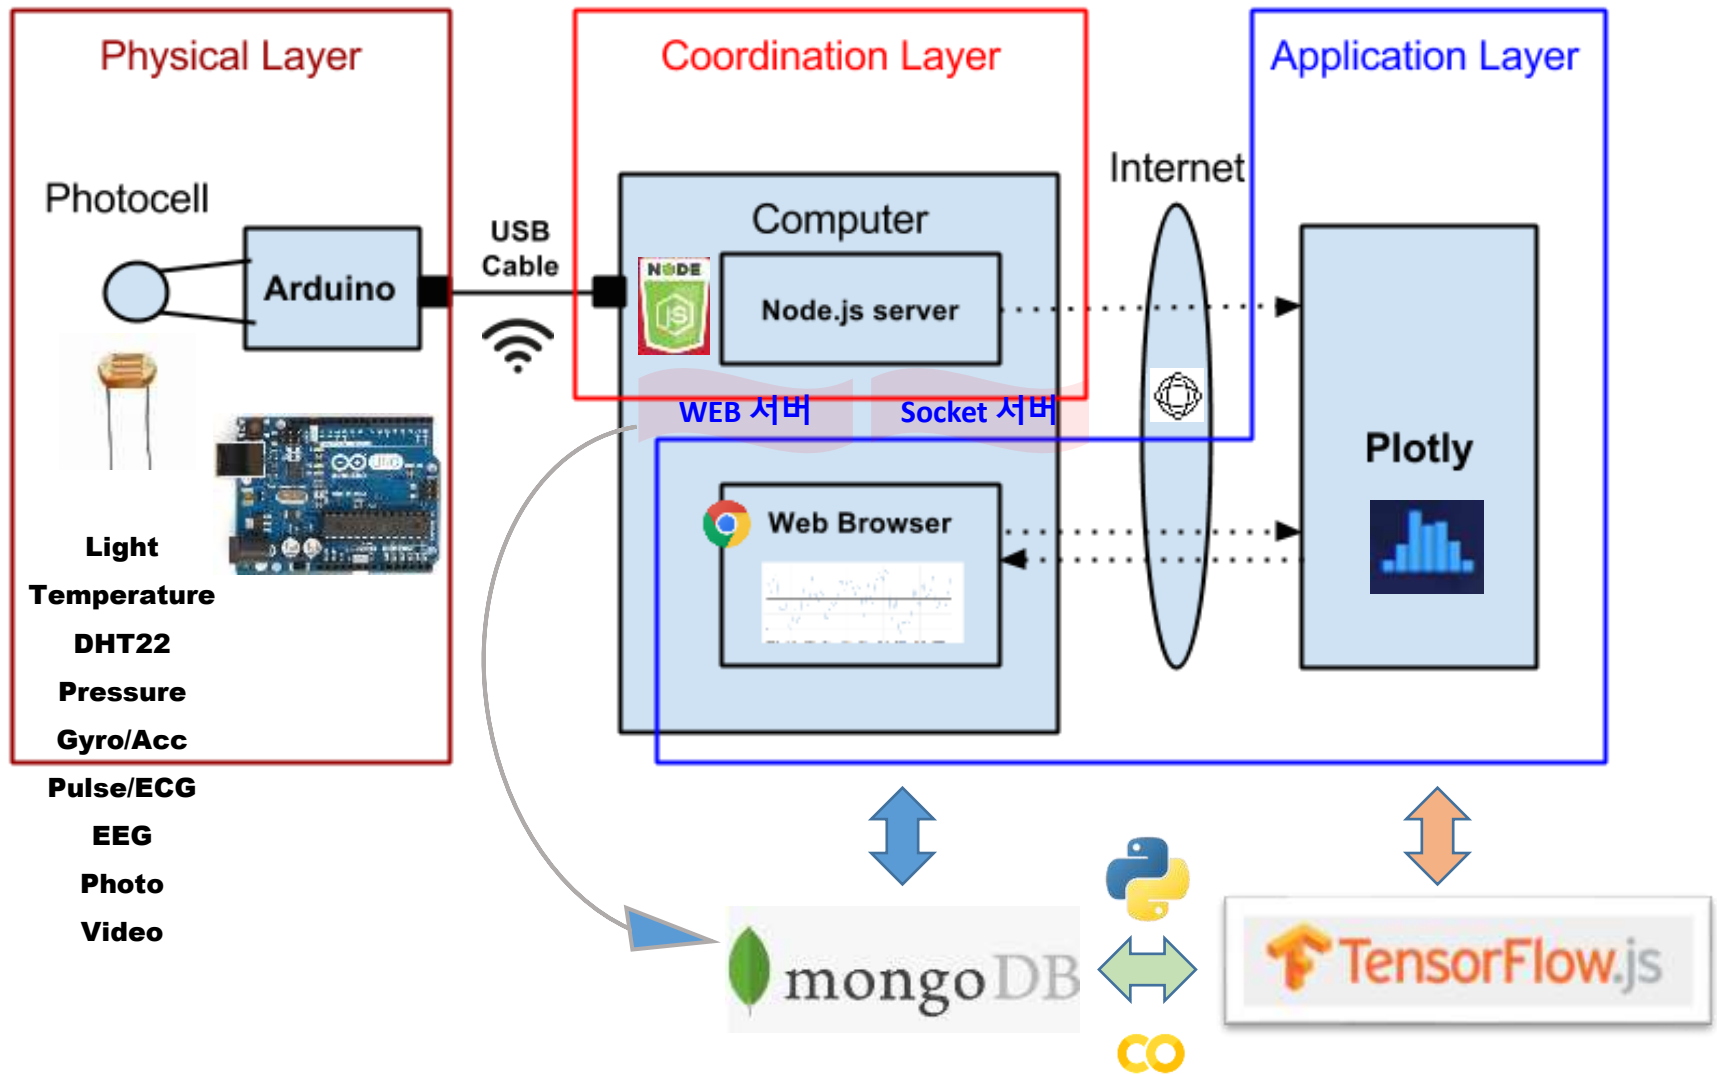 Physical Layer
Coordination Layer
Application Layer
Photocell
Arduino
USB
Cable
Computer
NODE
JS
Node.js server
Internet
WEB 서버
Socket 서버
Plotly
Web Browser
UNO
Light
Temperature
DHT22
Pressure
Gyro/Acc
Pulse/ECG
EEG
Photo
Video
mongoDB
TensorFlow.js